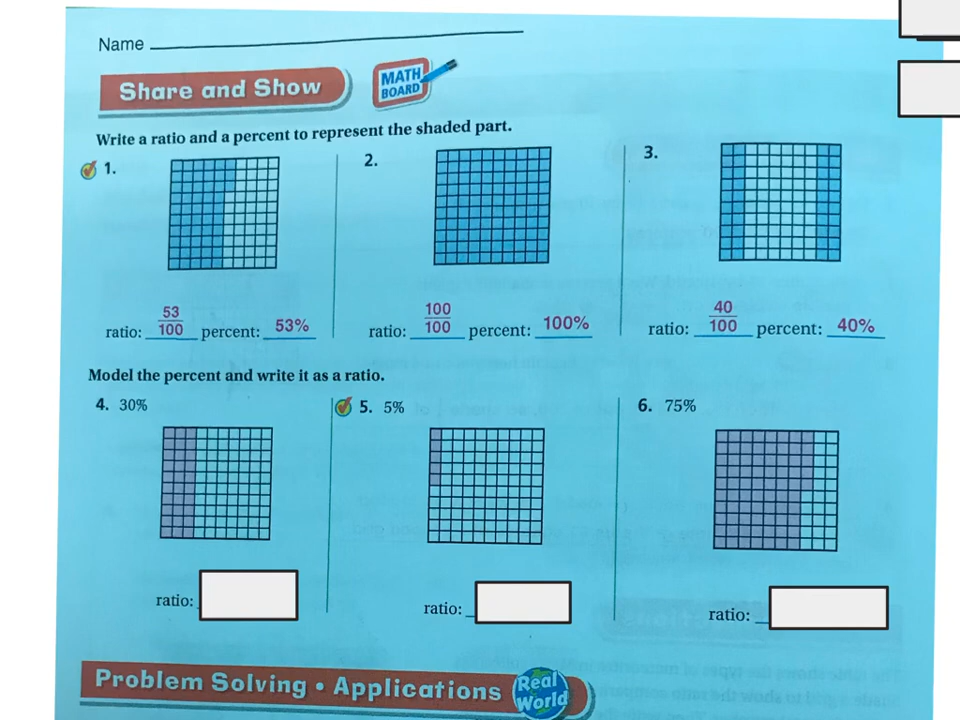 Name
Share and Show
MATH
BOARD
Write a ratio and a percent to represent the shaded part.
1.
2.
3.
ratio: 53/100 percent: 53%
ratio: 100/100 percent: 100%
ratio: 40/100 percent: 40%
Model the percent and write it as a ratio.
4. 30%
5. 5%
6. 75%
ratio:
ratio:
ratio:
Problem Solving • Applications
Real
World